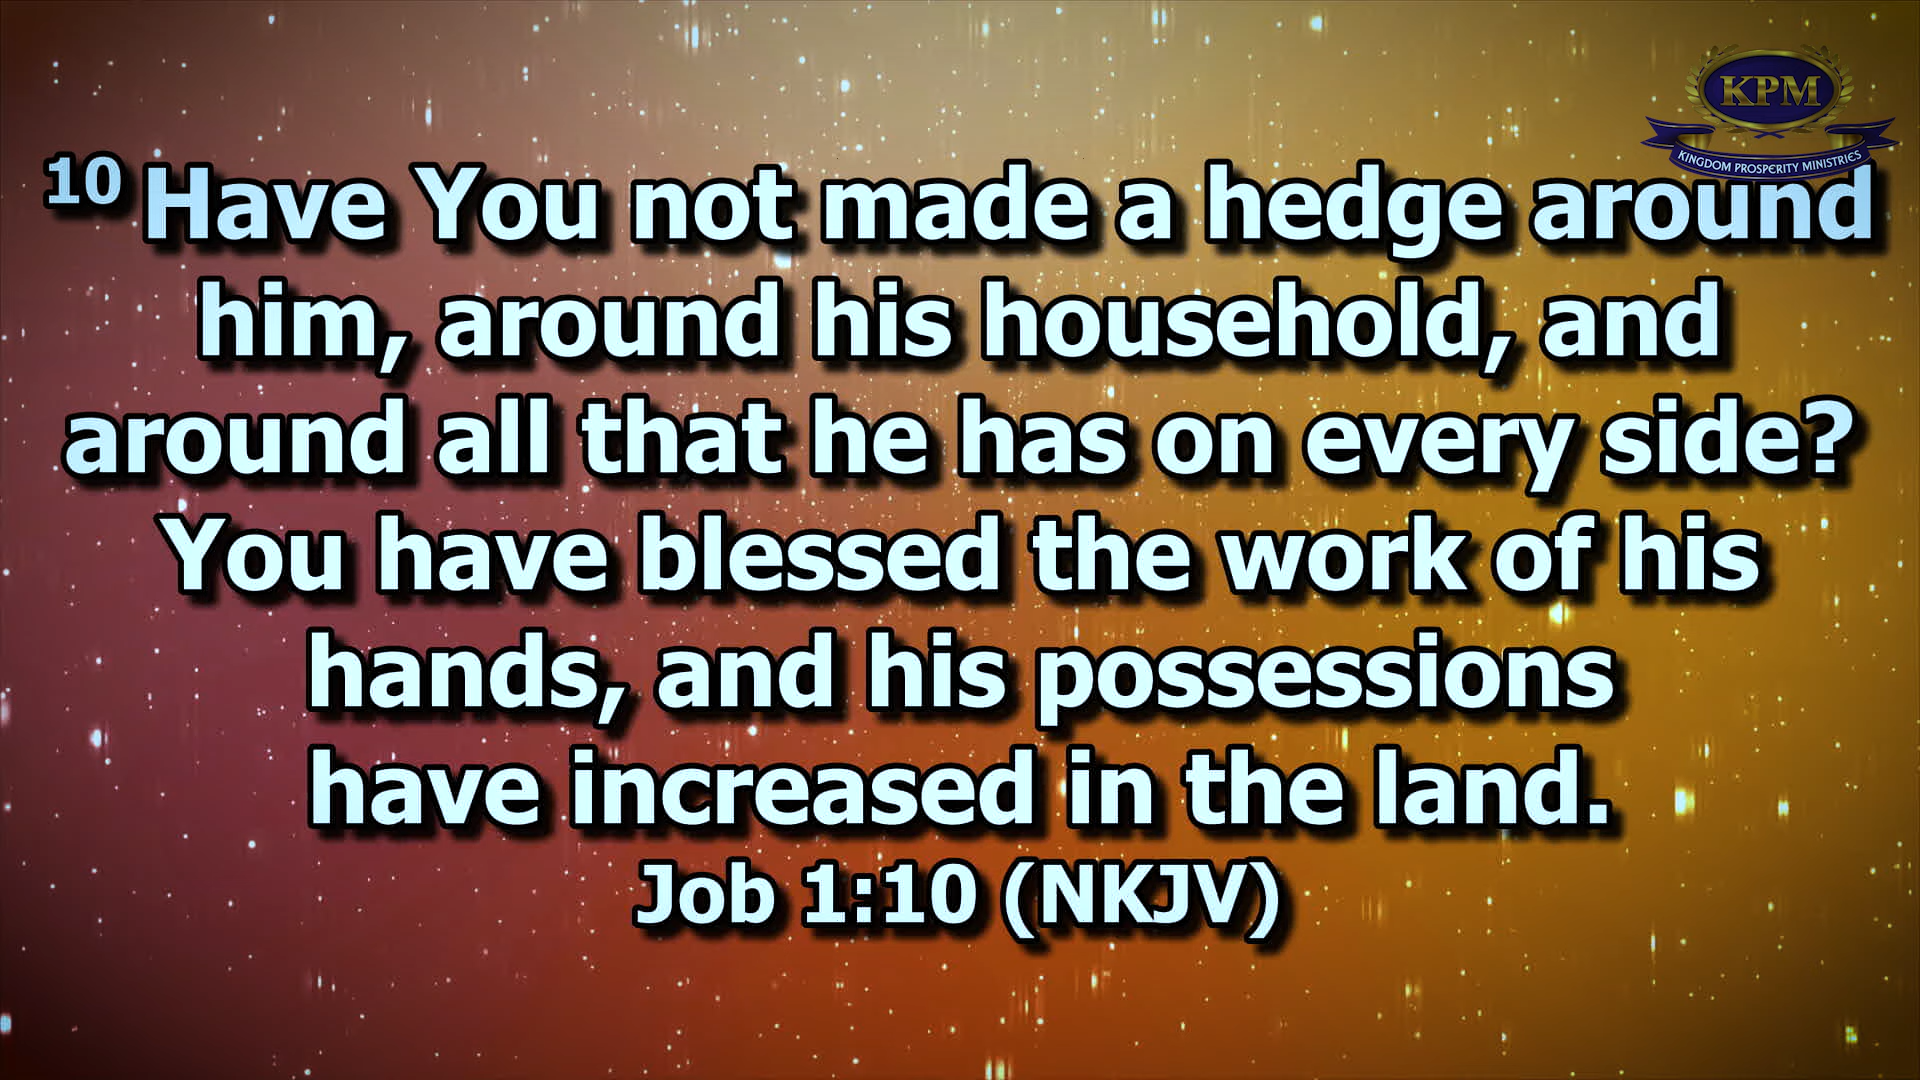 KPM
KINGDOM PROSPERITY MINISTRIES
10 Have You not made a hedge around
him, around his household, and
around all that he has on every side?
You have blessed the work of his
hands, and his possessions
have increased in the land.
Job 1:10 (NKJV)